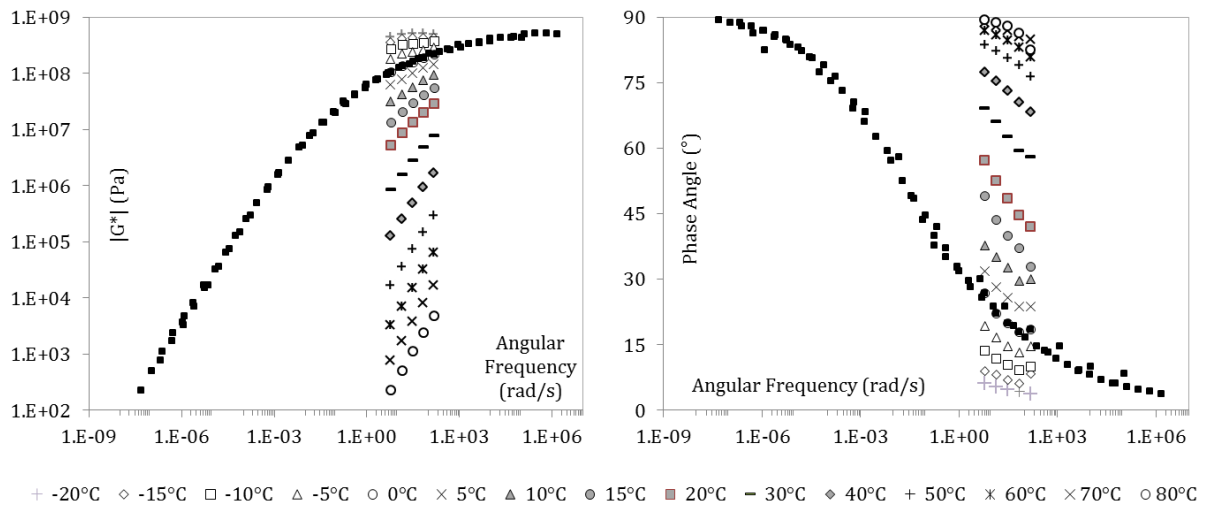 1.E+09
1.E+08
1.E+07
1.E+06
1.E+05
1.E+04
1.E+03
1.E+02
|G*| (Pa)
Angular
Frequency
(rad/s)
1.E-09 1.E-06 1.E-03 1.E+00 1.E+03 1.E+06
90
75
60
45
30
15
0
Phase Angle (°)
Angular Frequency (rad/s)
1.E-09 1.E-06 1.E-03 1.E+00 1.E+03 1.E+06
-20°C -15°C -10°C -5°C 0°C 5°C 10°C 15°C 20°C 30°C 40°C 50°C 60°C 70°C 80°C